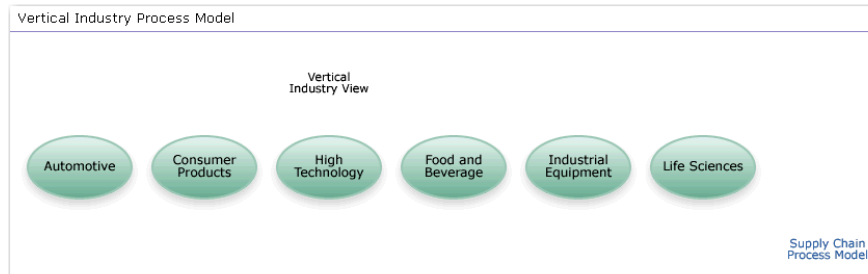 Vertical Industry Process Model
Vertical
Industry View
Automotive
Consumer
Products
High
Technology
Food and
Beverage
Industrial
Equipment
Life Sciences
Supply Chain
Process Model